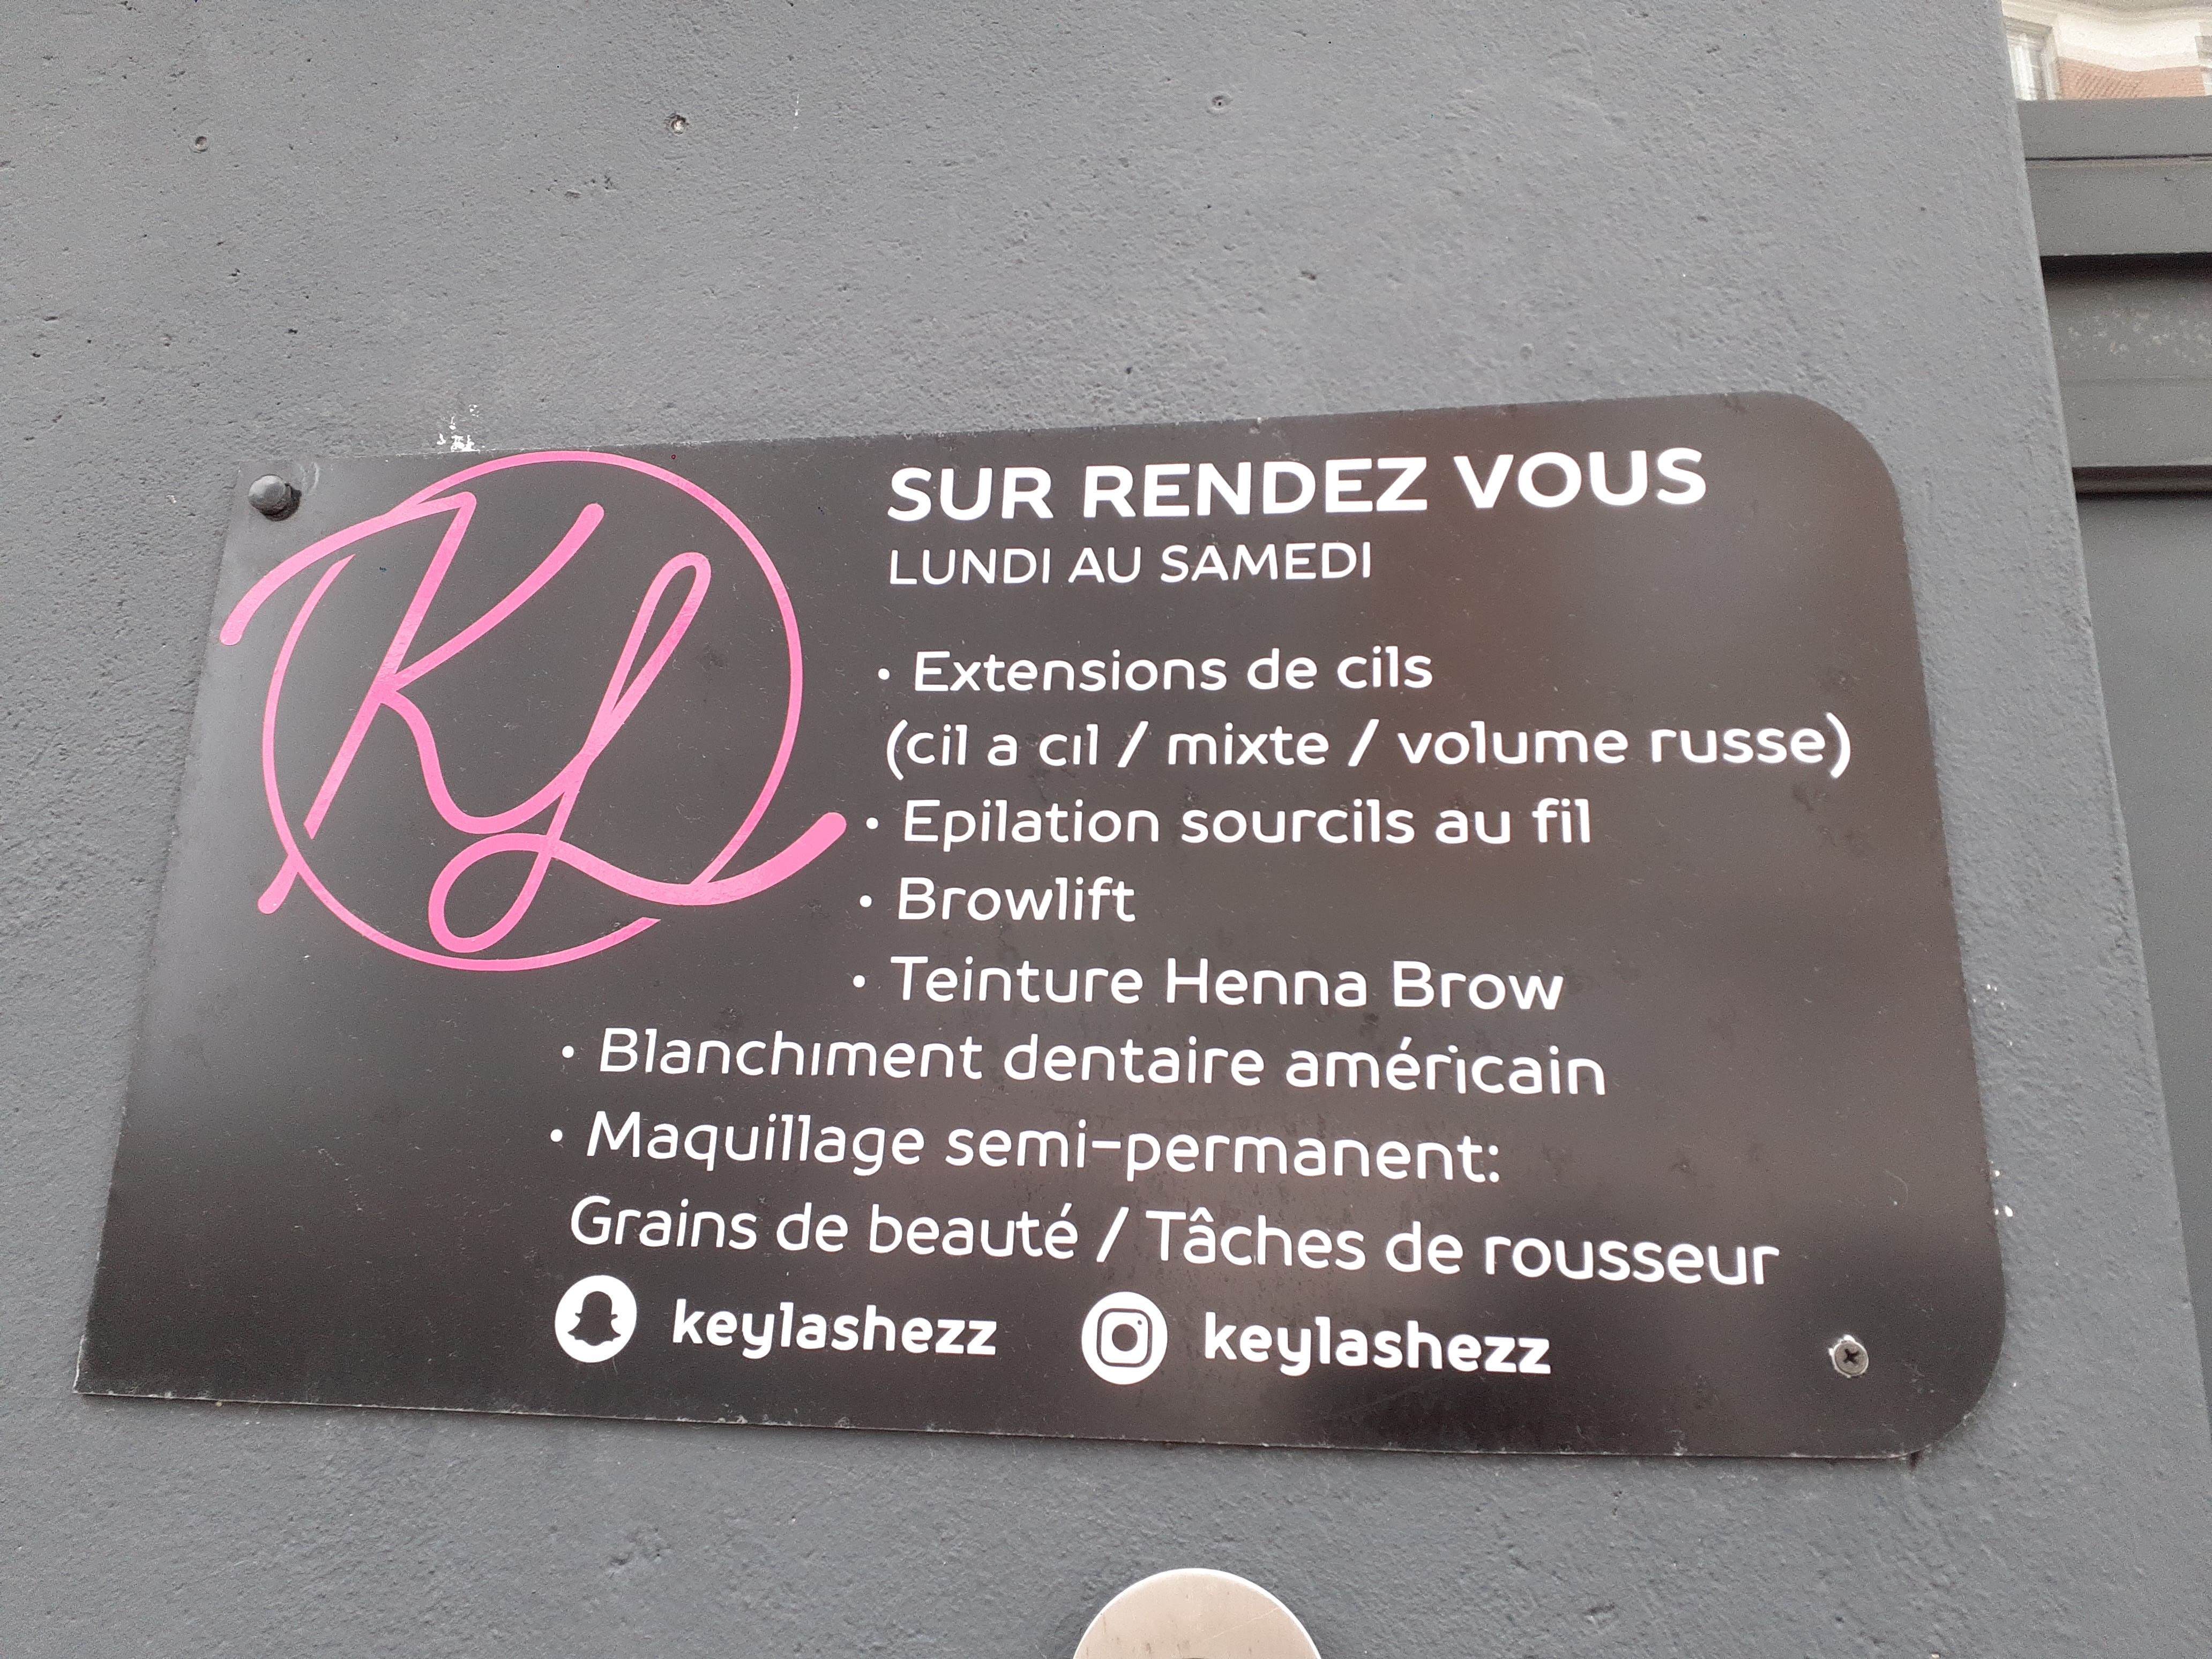 KL
SUR RENDEZ VOUS
LUNDI AU SAMEDI
• Extensions de cils
(cil a cil / mixte / volume russe)
• Epilation sourcils au fil
• Browlift
• Teinture Henna Brow
• Blanchiment dentaire américain
• Maquillage semi-permanent:
Grains de beauté / Tâches de rousseur
keylashezz keylashezz